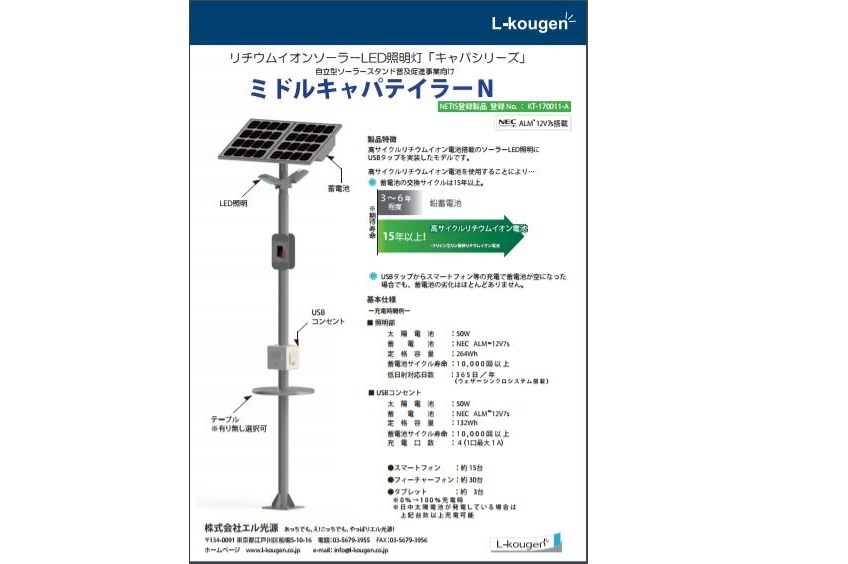 L-kougen
リチウムイオンソーラーLED照明灯「キャパシリーズ」
自立型ソーラースタンド普及促進事業向け
ミドルキャパテイラーN
NETIS登録製品 登録No.：KT-170011-A
NEC ALM™12V7s搭載
製品特徴
高サイクルリチウムイオン電池搭載のソーラーLED照明に
USBタップを実装したモデルです。
高サイクルリチウムイオン電池を使用することにより…
蓄電池の交換サイクルは15年以上。
※期待寿命
3～6年
程度
鉛蓄電池
15年以上!
高サイクルリチウムイオン電池
LED照明
蓄電池
USBタップからスマートフォン等の充電で蓄電池が空になった
場合でも、蓄電池の劣化はほとんどありません。
USB
コンセント
テーブル
※有り無し選択可
基本仕様
ー充電時間例ー
■ 照明部
太陽電池：50W
蓄電池：NEC ALM™12V7s
定格容量：264Wh
蓄電池サイクル寿命：10,000回以上
低日射対応日数：365日／年
（ウェザーシンクロシステム搭載）
■ USBコンセント
太陽電池：50W
蓄電池：NEC ALM™12V7s
定格容量：132Wh
蓄電池サイクル寿命：10,000回以上
充電口数：4（1口最大1A）
●スマートフォン：約15台
●フィーチャーフォン：約30台
●タブレット：約 3台
※0％→100％充電時
※日中太陽電池が発電している場合は
上記台数以上充電可能
株式会社エル光源 あっちでも、えにっちでも、やっぱりエル光源!
〒134-0091 東京都江戸川区船堀5-10-16 電話:03-5679-3955 FAX:03-5679-3956
ホームページ www.l-kougen.co.jp e-mail: info@l-kougen.co.jp
L-kougen